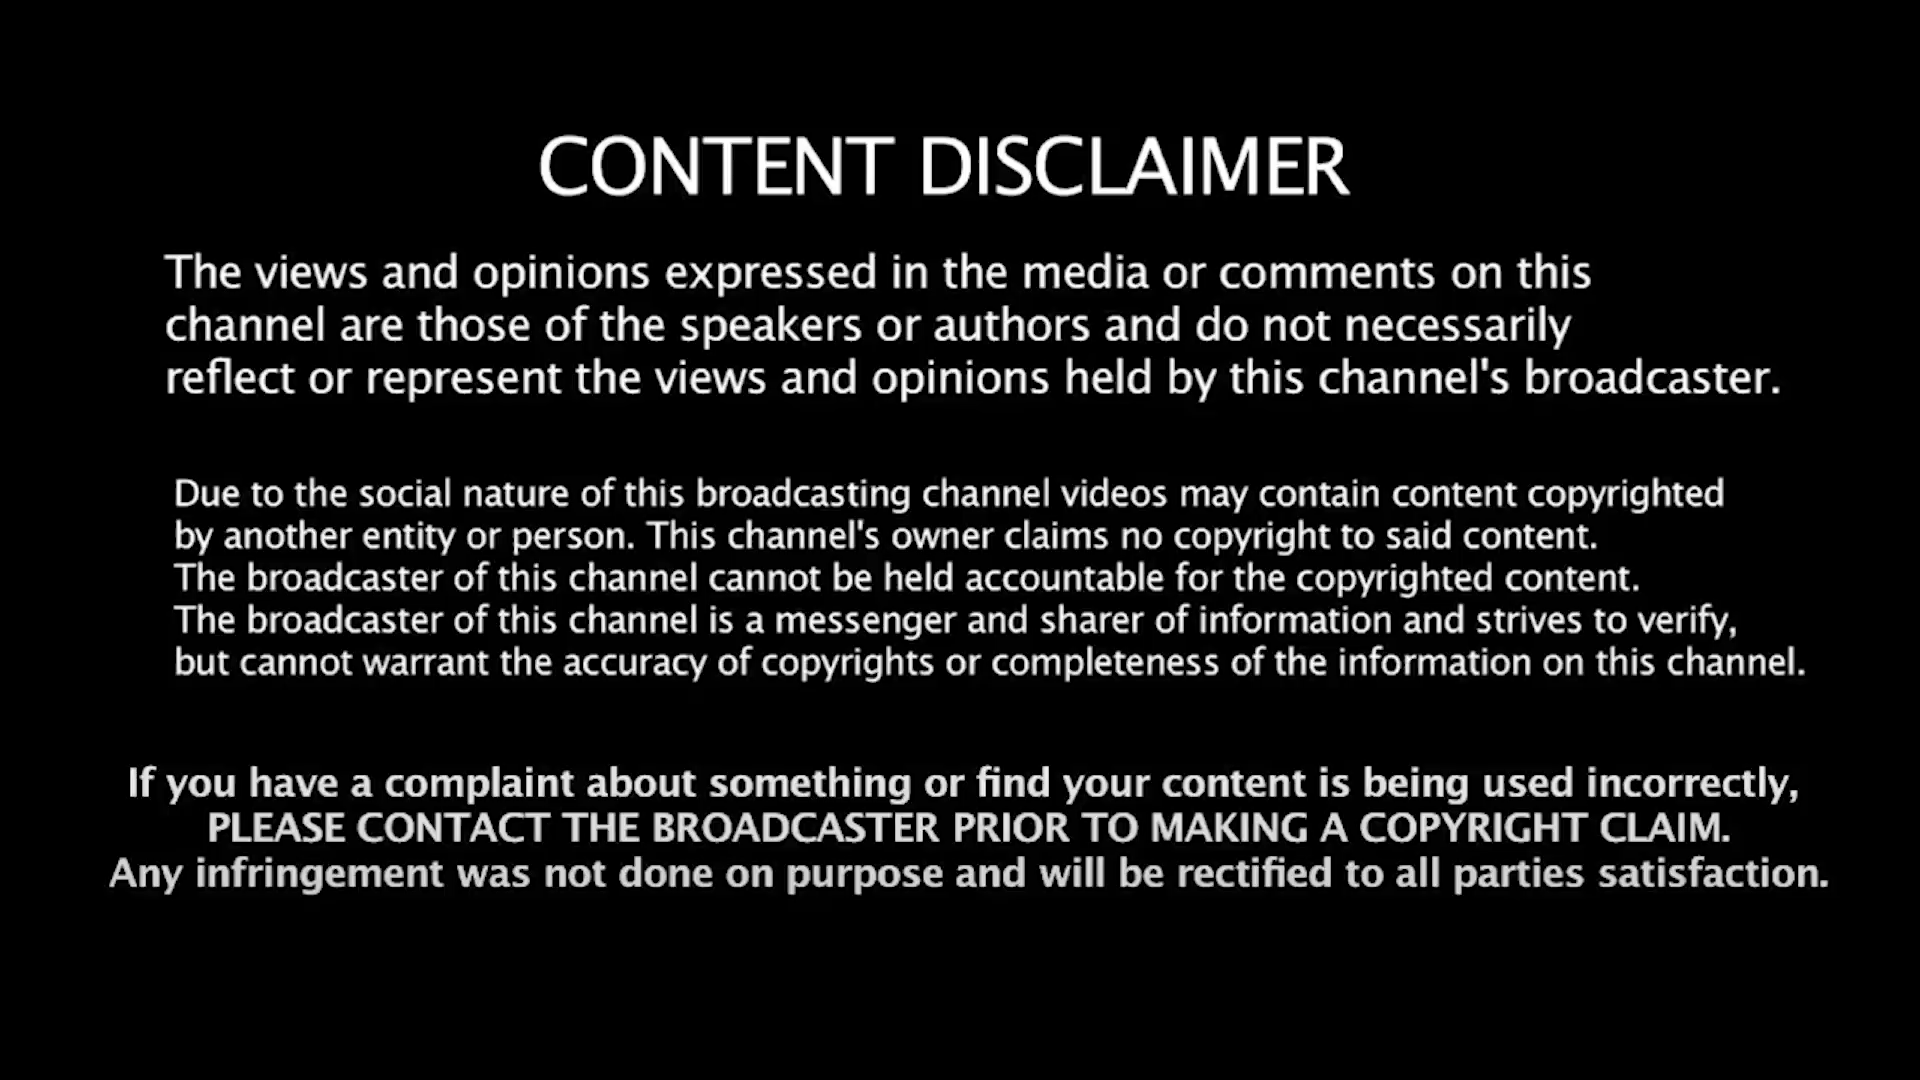 CONTENT DISCLAIMER
The views and opinions expressed in the media or comments on this
channel are those of the speakers or authors and do not necessarily
reflect or represent the views and opinions held by this channel's broadcaster.
Due to the social nature of this broadcasting channel videos may contain content copyrighted
by another entity or person. This channel's owner claims no copyright to said content.
The broadcaster of this channel cannot be held accountable for the copyrighted content.
The broadcaster of this channel is a messenger and sharer of information and strives to verify,
but cannot warrant the accuracy of copyrights or completeness of the information on this channel.
If you have a complaint about something or find your content is being used incorrectly,
PLEASE CONTACT THE BROADCASTER PRIOR TO MAKING A COPYRIGHT CLAIM.
Any infringement was not done on purpose and will be rectified to all parties satisfaction.